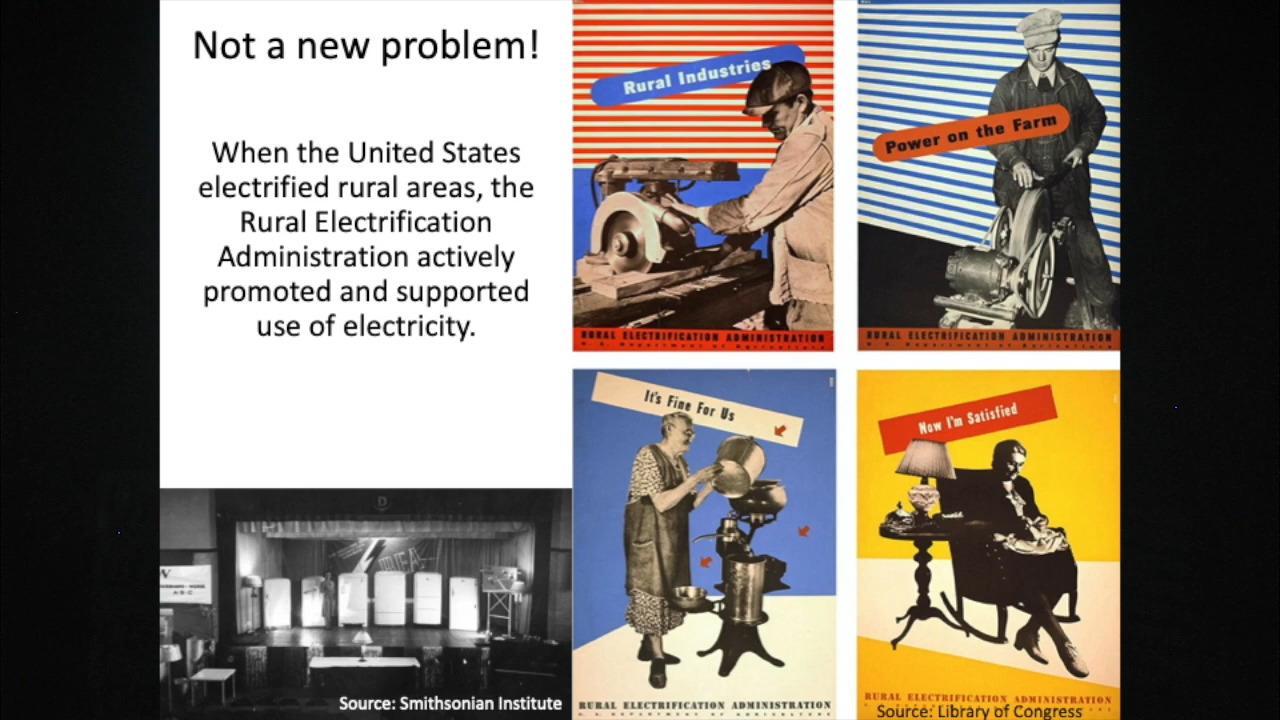 Not a new problem!
When the United States
electrified rural areas, the
Rural Electrification
Administration actively
promoted and supported
use of electricity.
Rural Industries
RURAL ELECTRIFICATION ADMINISTRATION
U. S. Department of Agriculture
Power on the Farm
RURAL ELECTRIFICATION ADMINISTRATION
U. S. Department of Agriculture
It's Fine For Us
RURAL ELECTRIFICATION ADMINISTRATION
U. S. DEPARTMENT OF AGRICULTURE
Now I'm Satisfied
RURAL ELECTRIFICATION ADMINISTRATION
Source: Library of Congress
A-B-C
Source: Smithsonian Institute